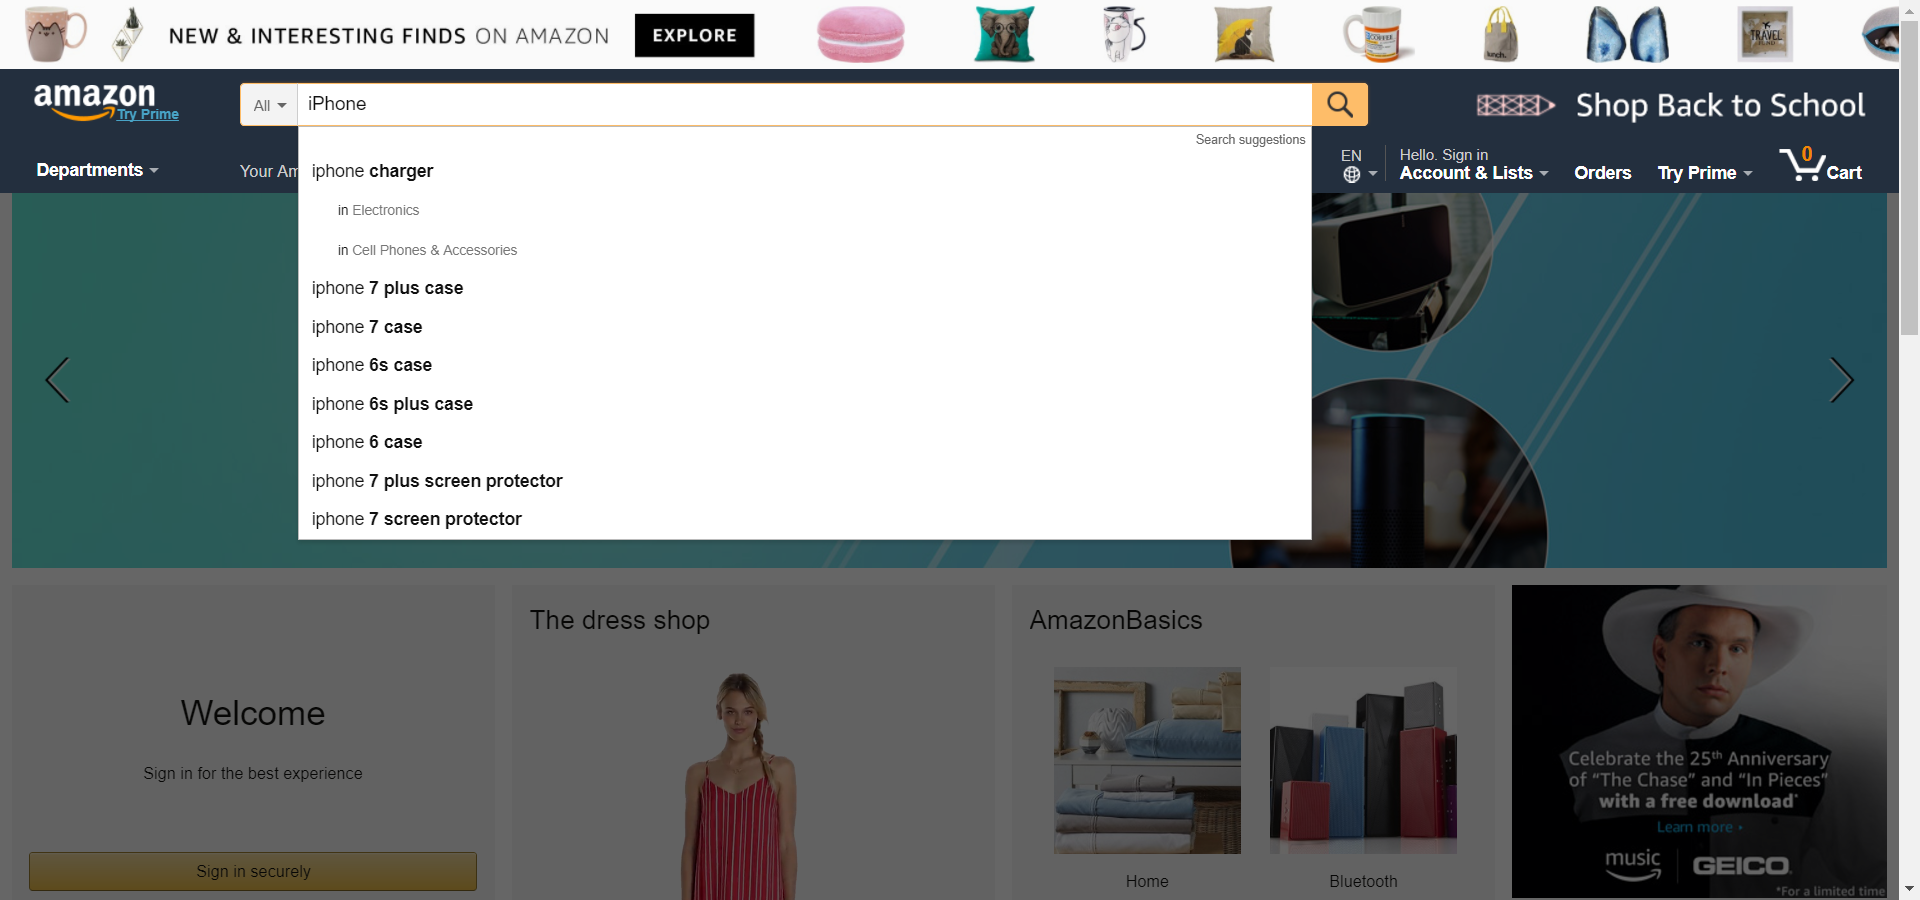 NEW & INTERESTING FINDS ON AMAZON
EXPLORE
COFFEE
lunch.
TRAVEL
FUND
amazon
Try Prime
All
iPhone
Shop Back to School
Search suggestions
Departments
Your Am
EN
Hello. Sign in
Account & Lists
Orders
Try Prime
0
Cart
iphone charger
in Electronics
in Cell Phones & Accessories
iphone 7 plus case
iphone 7 case
iphone 6s case
iphone 6s plus case
iphone 6 case
iphone 7 plus screen protector
iphone 7 screen protector
Welcome
Sign in for the best experience
Sign in securely
The dress shop
AmazonBasics
Home
Bluetooth
Celebrate the 25th Anniversary
of “The Chase” and “In Pieces”
with a free download*
Learn more
music
GEICO
*For a limited time